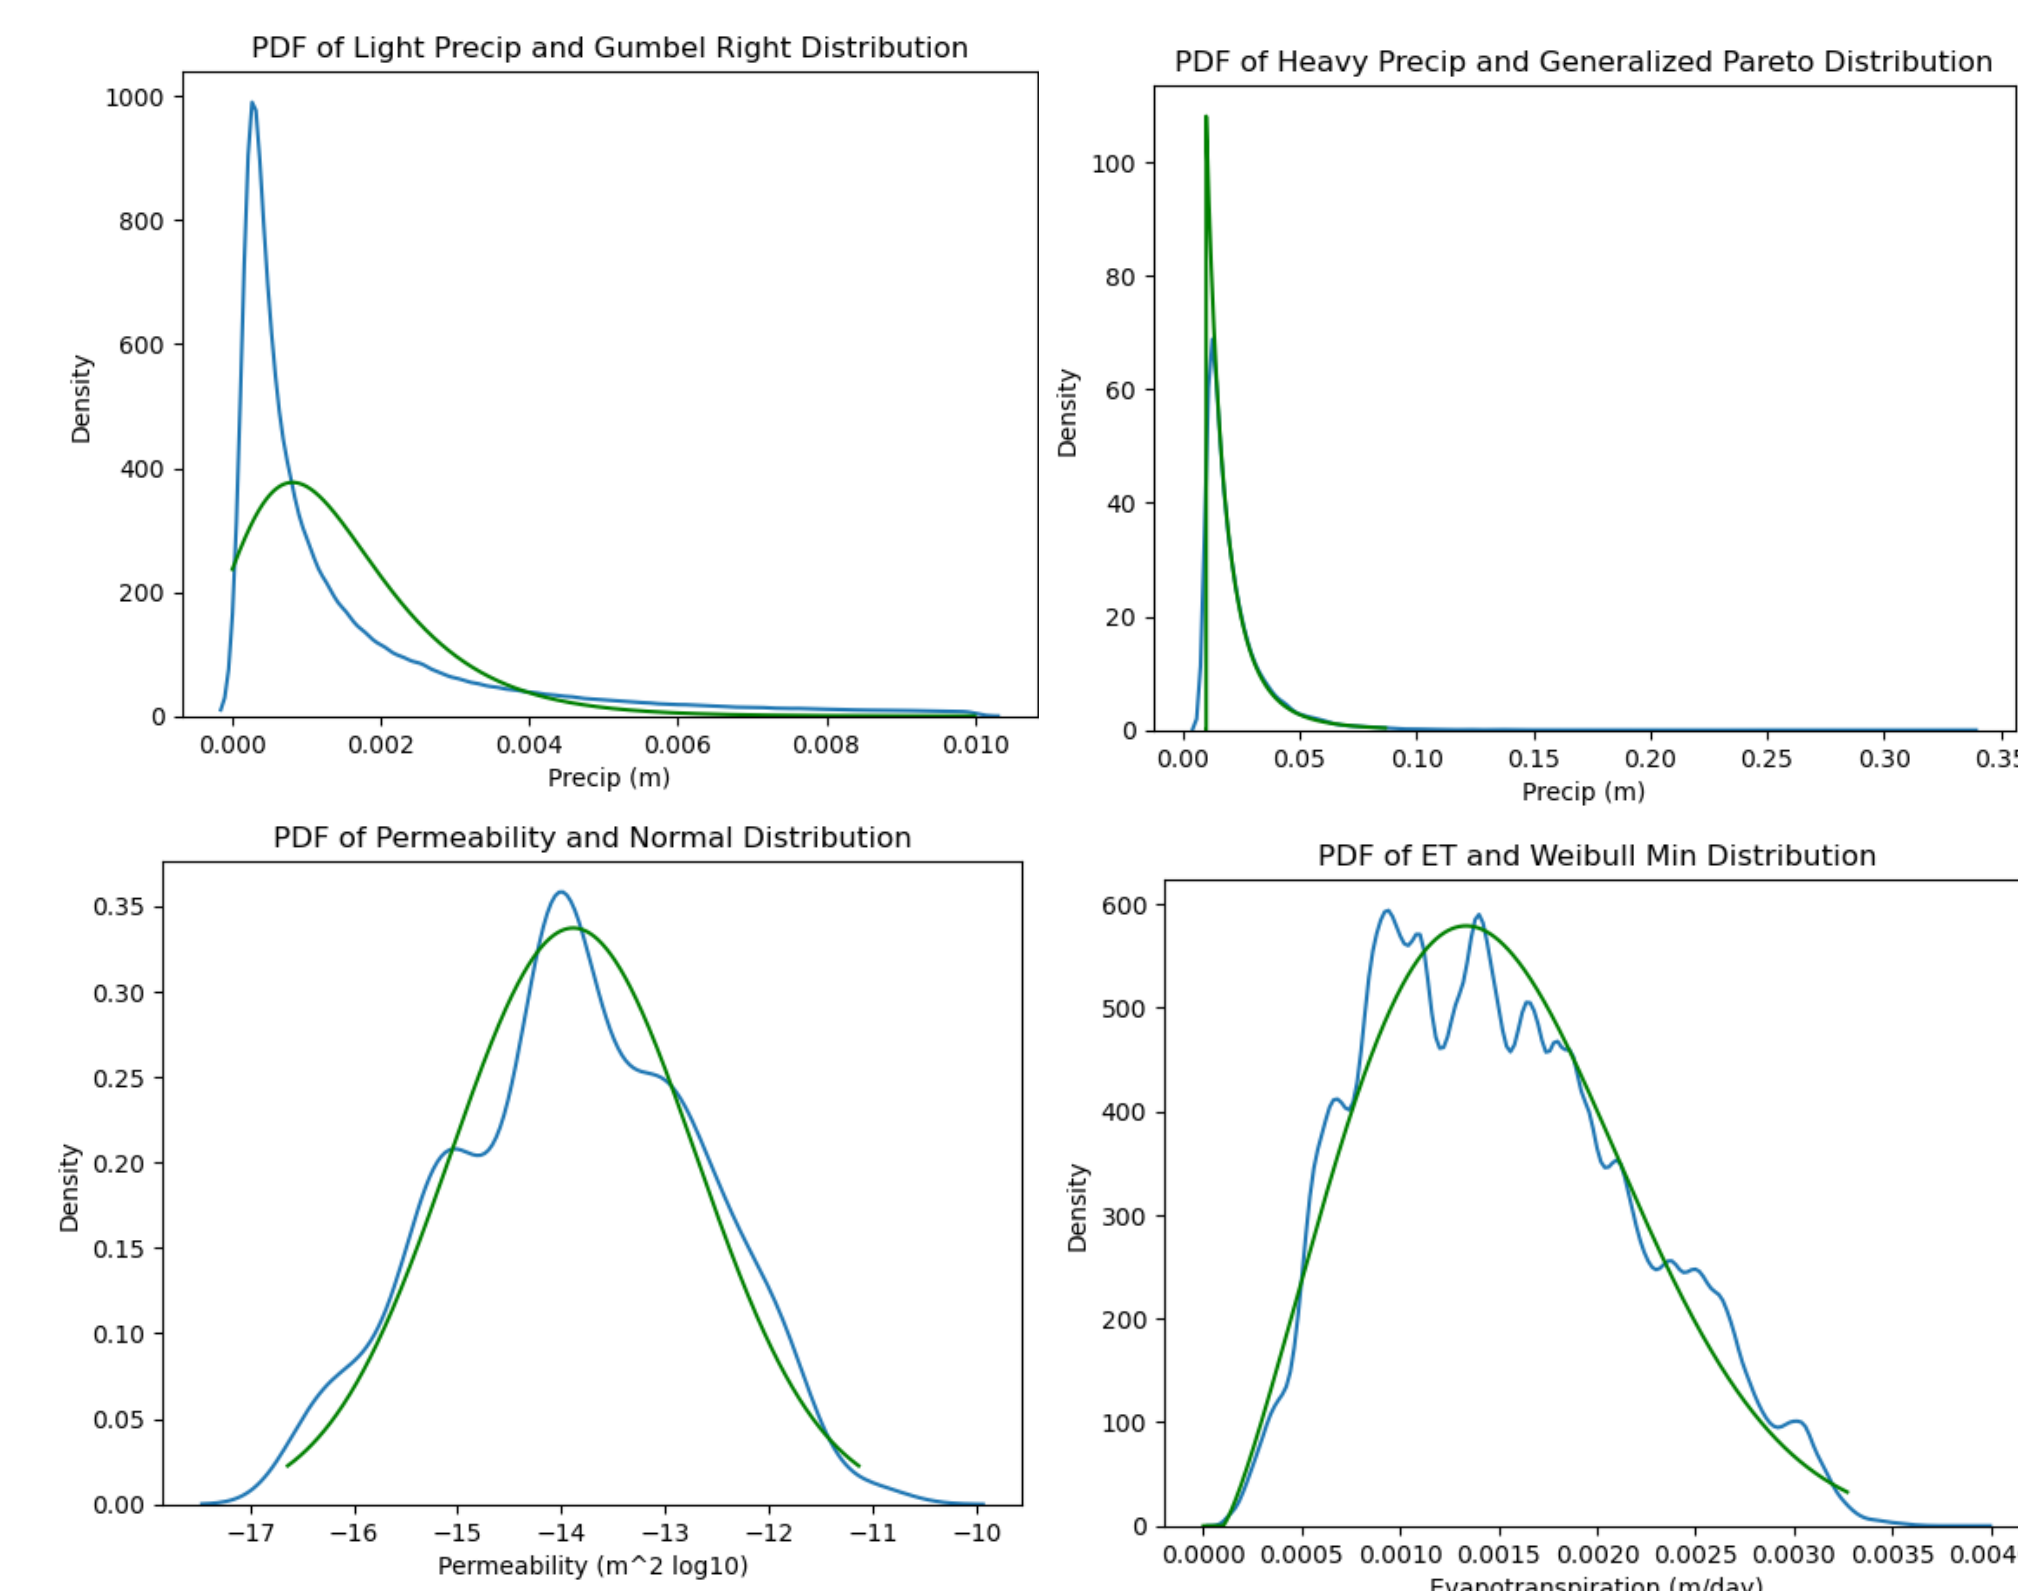 PDF of Light Precip and Gumbel Right Distribution
1000
800
600
400
200
0
Density
0.000 0.002 0.004 0.006 0.008 0.010
Precip (m)
PDF of Heavy Precip and Generalized Pareto Distribution
100
80
60
40
20
0
Density
0.00 0.05 0.10 0.15 0.20 0.25 0.30 0.35
Precip (m)
PDF of Permeability and Normal Distribution
0.35
0.30
0.25
0.20
0.15
0.10
0.05
0.00
Density
−17 −16 −15 −14 −13 −12 −11 −10
Permeability (m^2 log10)
PDF of ET and Weibull Min Distribution
600
500
400
300
200
100
0
Density
0.0000 0.0005 0.0010 0.0015 0.0020 0.0025 0.0030 0.0035 0.004
Evapotranspiration (m/day)